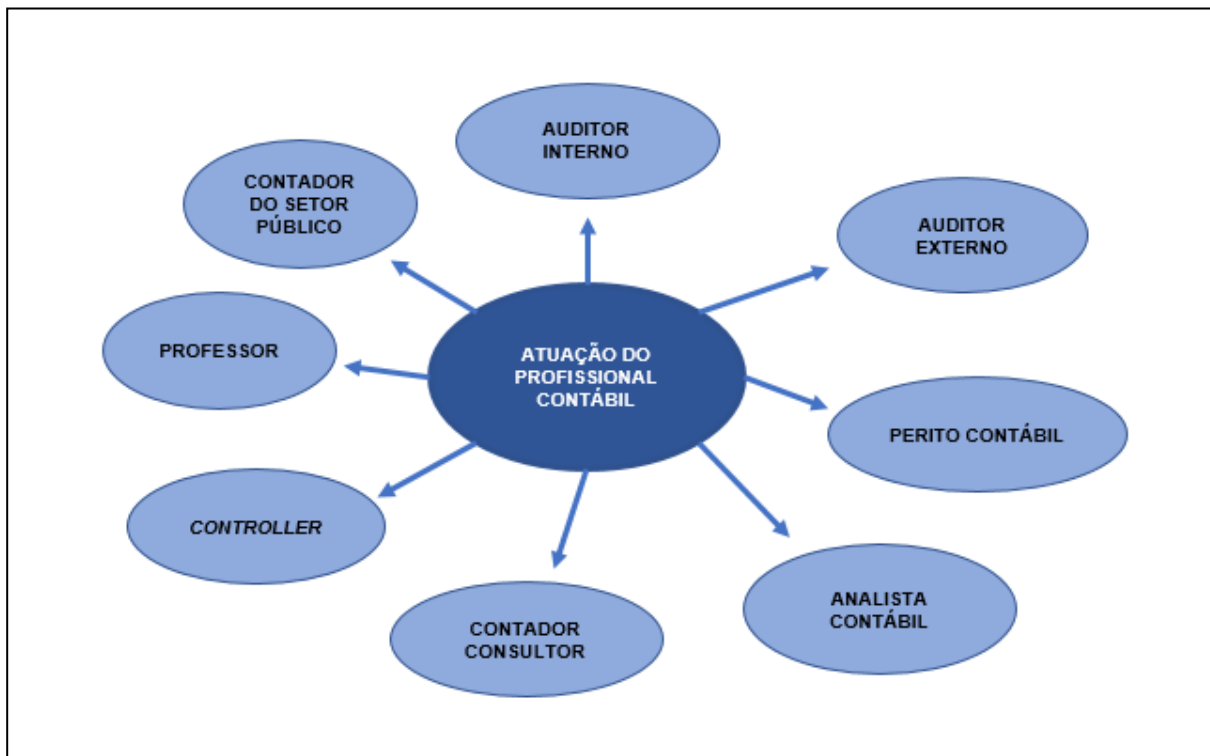 AUDITOR
INTERNO
CONTADOR
DO SETOR
PÚBLICO
AUDITOR
EXTERNO
PROFESSOR
ATUAÇÃO DO
PROFISSIONAL
CONTÁBIL
PERITO CONTÁBIL
CONTROLLER
ANALISTA
CONTÁBIL
CONTADOR
CONSULTOR